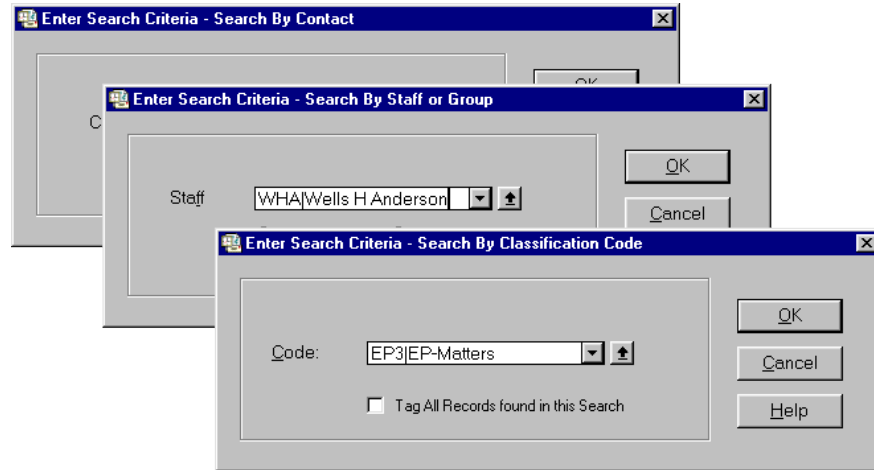 Enter Search Criteria - Search By Contact
OK
Enter Search Criteria - Search By Staff or Group
C
Staff
WHA|Wells H Anderson
OK
Cancel
Enter Search Criteria - Search By Classification Code
Code:
EP3|EP-Matters
Tag All Records found in this Search
OK
Cancel
Help